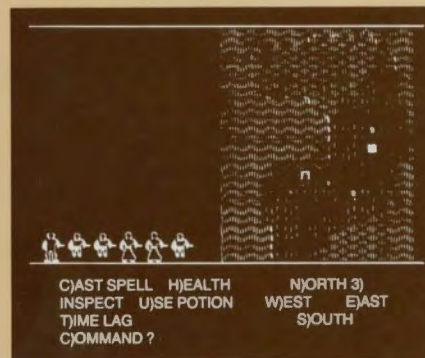 C)AST SPELL H)EALTH
INSPECT U)SE POTION
T)IME LAG
C)OMMAND ?
N)ORTH 3)
W)EST E)AST
S)OUTH